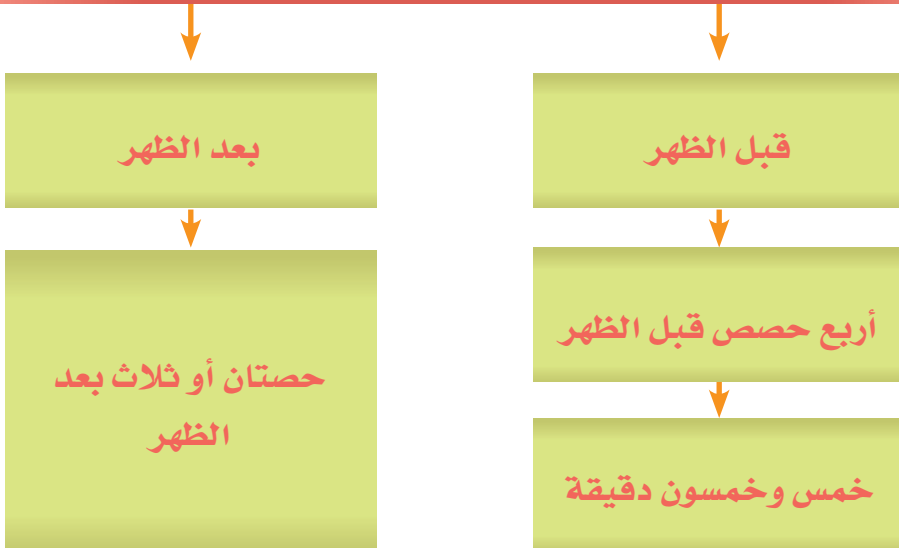 قبل الظهر
بعد الظهر
أربع حصص قبل الظهر
حصتان أو ثلاث بعد
الظهر
خمس وخمسون دقيقة